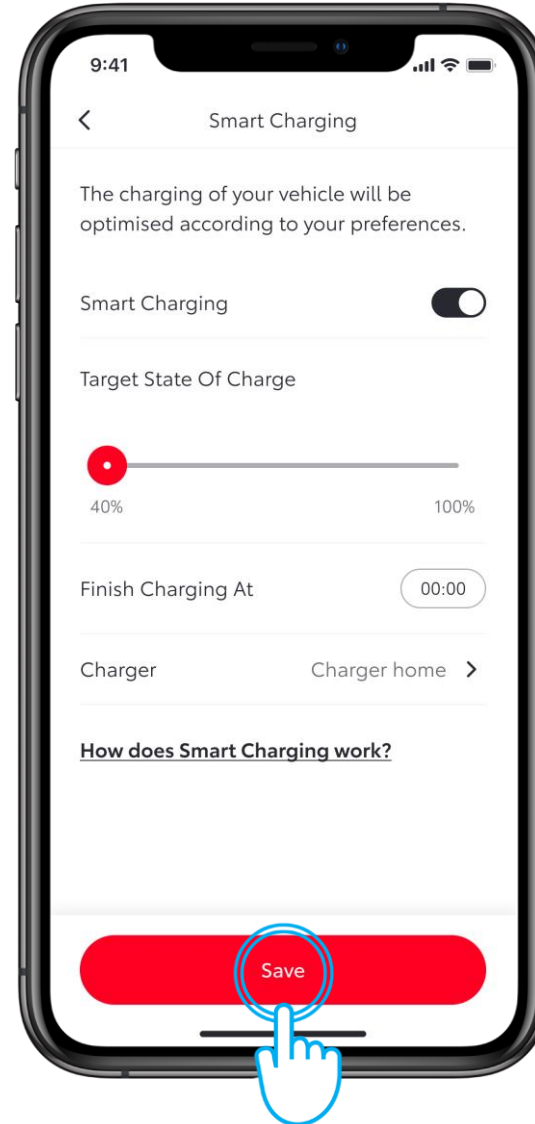 9:41
Smart Charging
The charging of your vehicle will be
optimised according to your preferences.
Smart Charging
Target State Of Charge
40% 100%
Finish Charging At 00:00
Charger Charger home
How does Smart Charging work?
Save